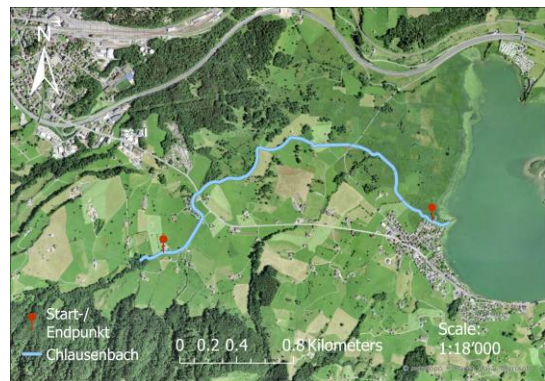 N
Start-/
Endpunkt
Chlausenbach
0 0.2 0.4 0.8 Kilometers
Scale:
1:18'000